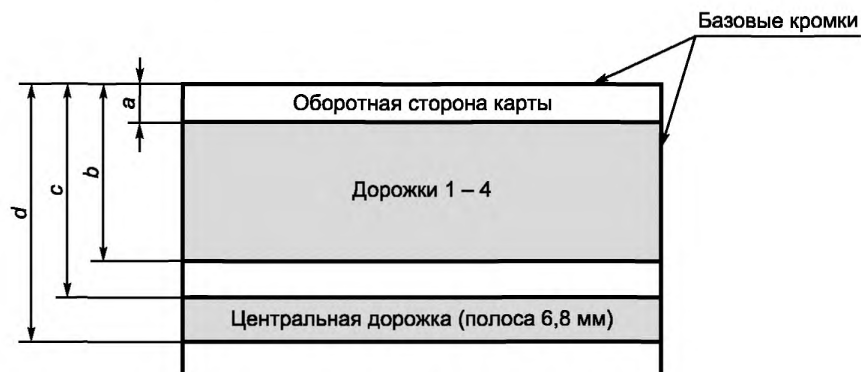 Базовые кромки
Оборотная сторона карты
a
Дорожки 1 – 4
b
c
d
Центральная дорожка (полоса 6,8 мм)